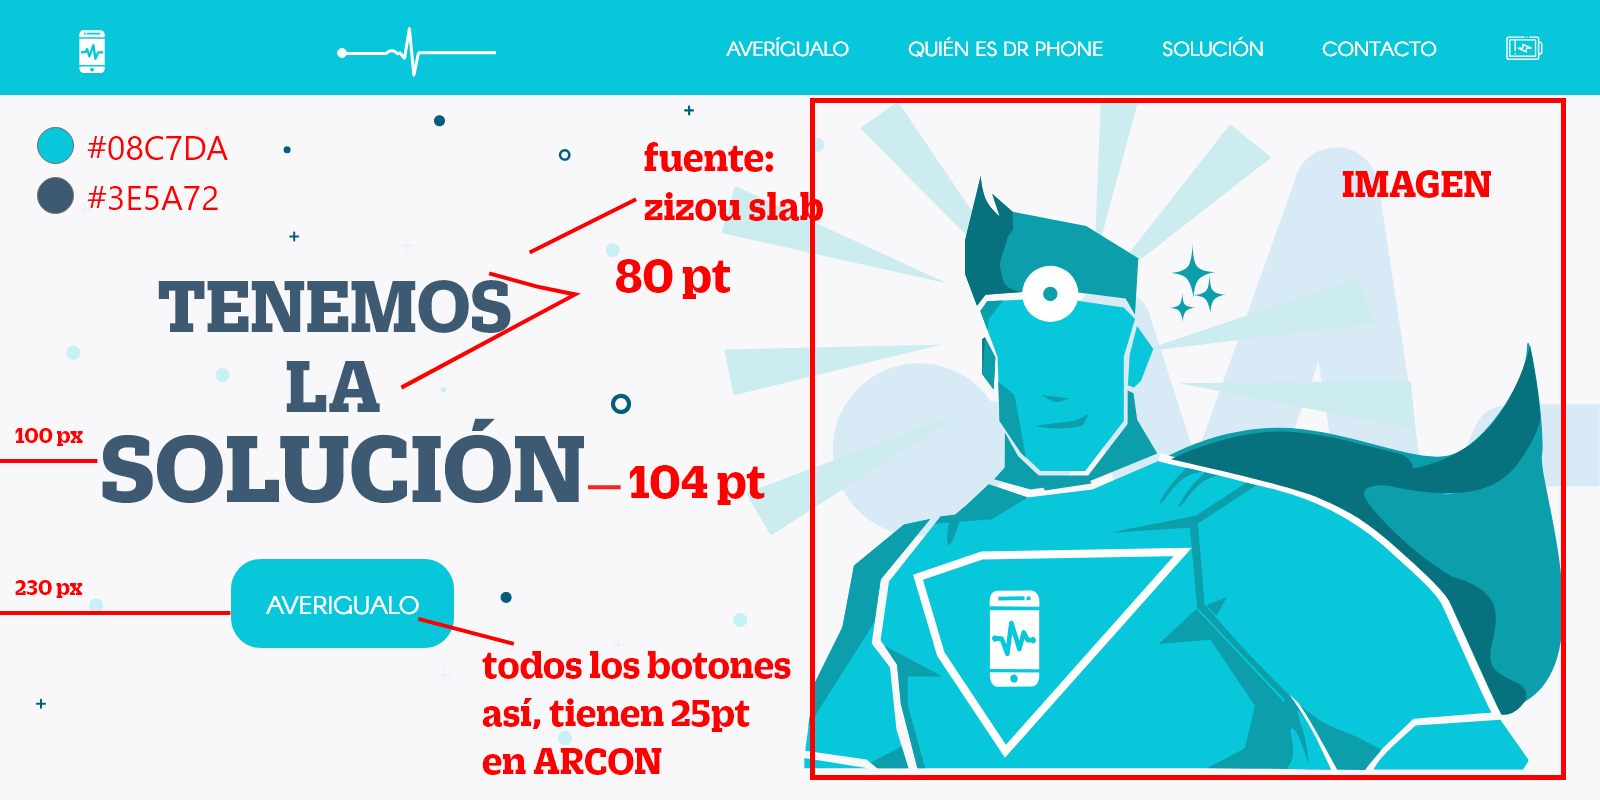 AVERÍGUALO
QUIÉN ES DR PHONE
SOLUCIÓN
CONTACTO
#08C7DA
#3E5A72
fuente:
zizou slab
IMAGEN
80 pt
TENEMOS
LA
SOLUCIÓN
100 px
104 pt
230 px
AVERIGUALO
todos los botones
así, tienen 25pt
en ARCON